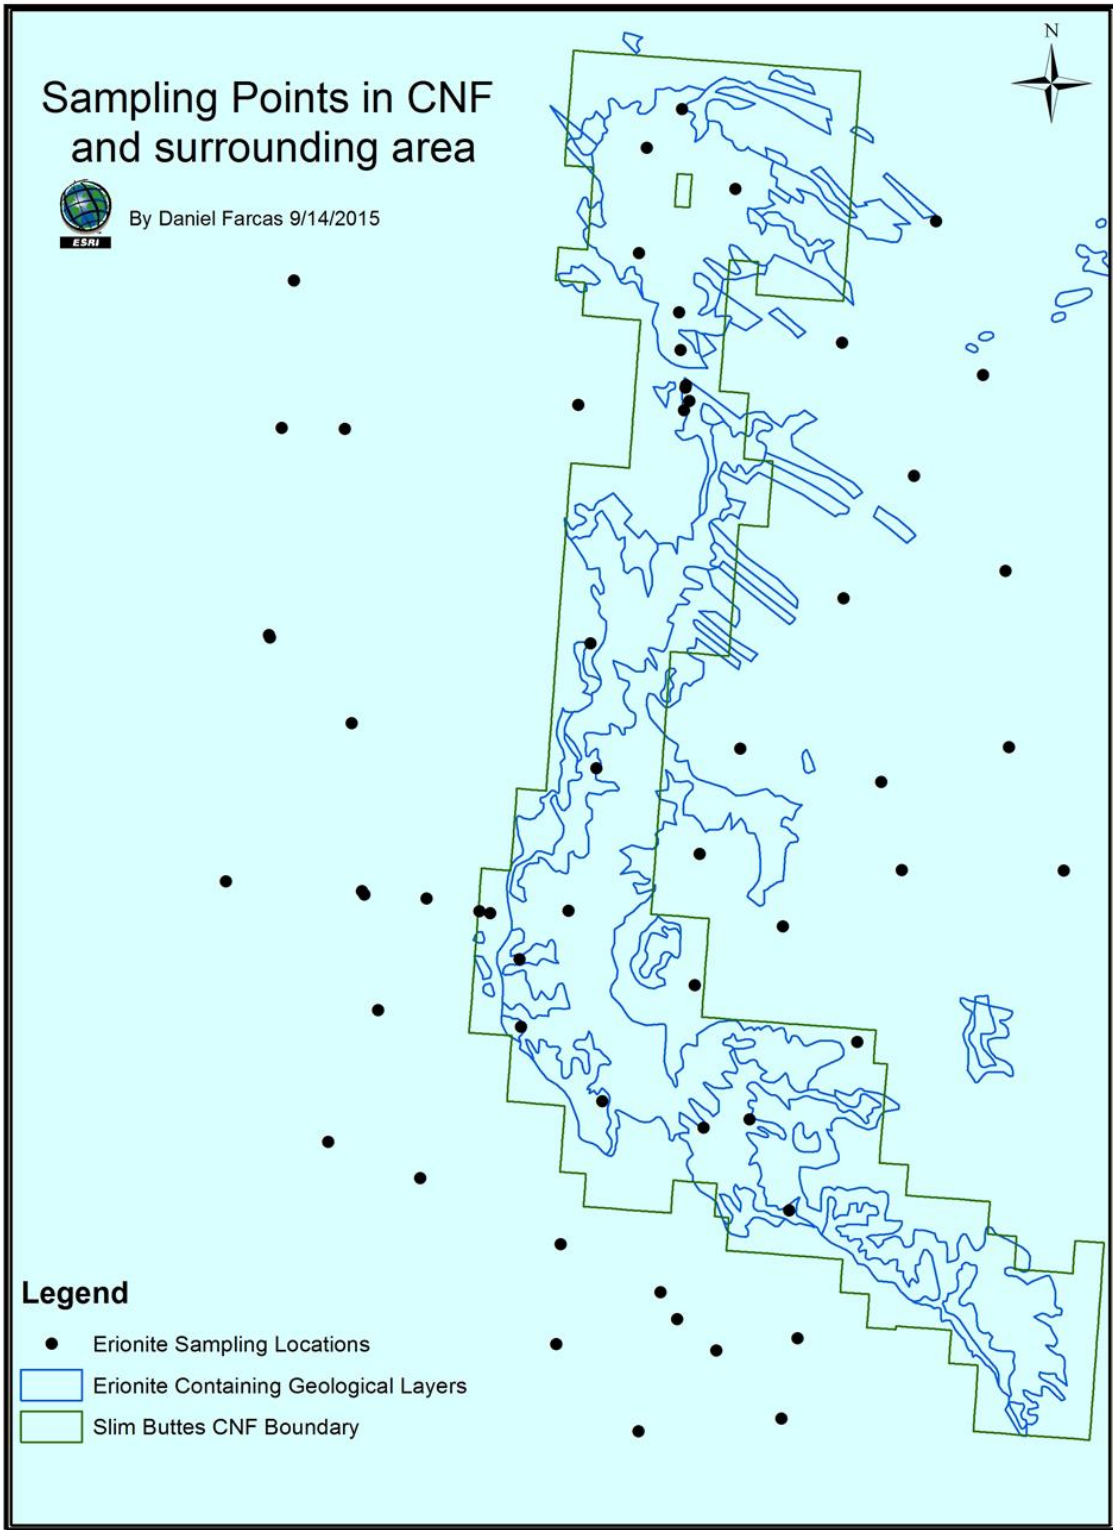 N
Sampling Points in CNF
and surrounding area
By Daniel Farcas 9/14/2015
ESRI
Legend
Erionite Sampling Locations
Erionite Containing Geological Layers
Slim Buttes CNF Boundary